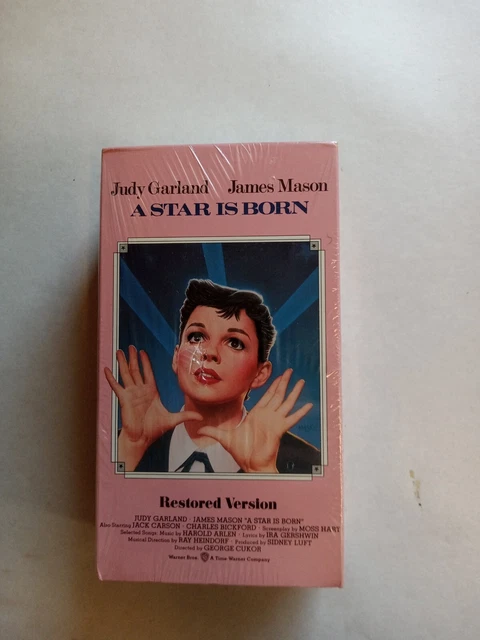 Judy Garland James Mason
A STAR IS BORN
Restored Version
JUDY GARLAND · JAMES MASON "A STAR IS BORN"
Also Starring JACK CARSON · CHARLES BICKFORD · Screenplay by MOSS HART
Selected Songs: Music by HAROLD ARLEN · Lyrics by IRA GERSHWIN
Musical Direction by RAY HEINDORF · Produced by SIDNEY LUFT
Directed by GEORGE CUKOR
Warner Bros. A Time Warner Company